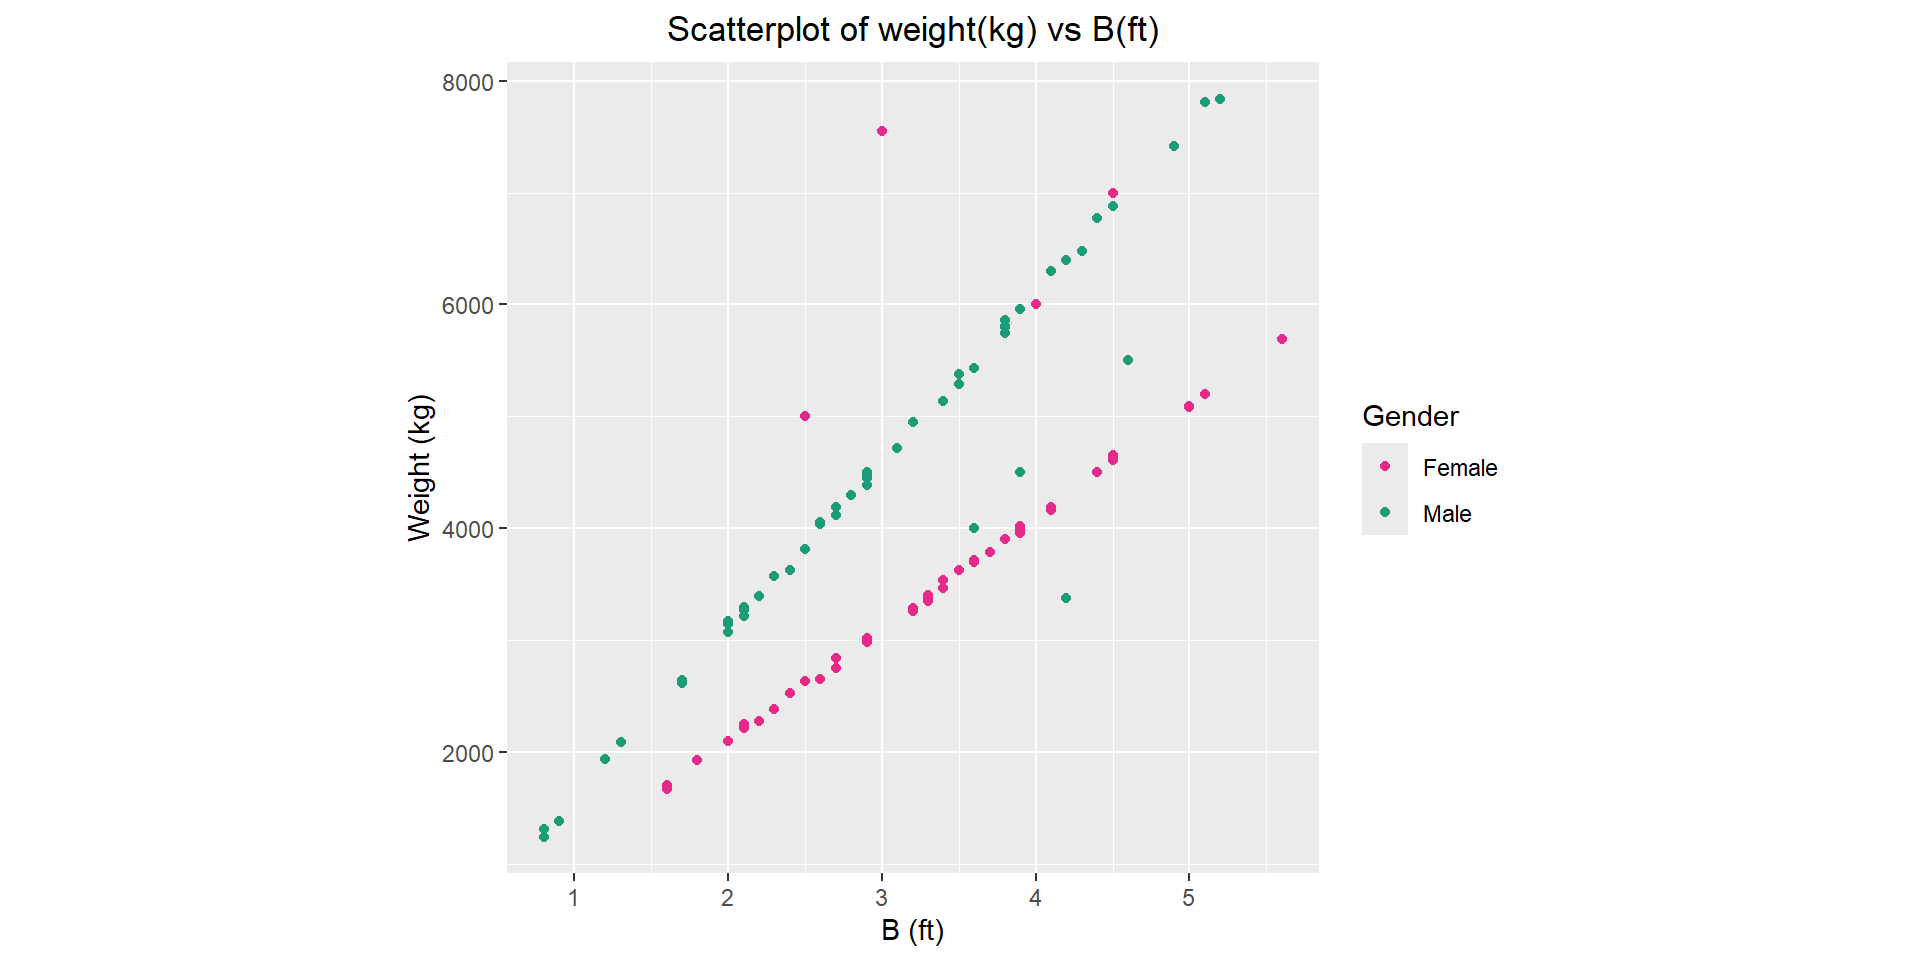 Scatterplot of weight(kg) vs B(ft)
8000
6000
4000
2000
Weight (kg)
1 2 3 4 5
B (ft)
Gender
Female
Male